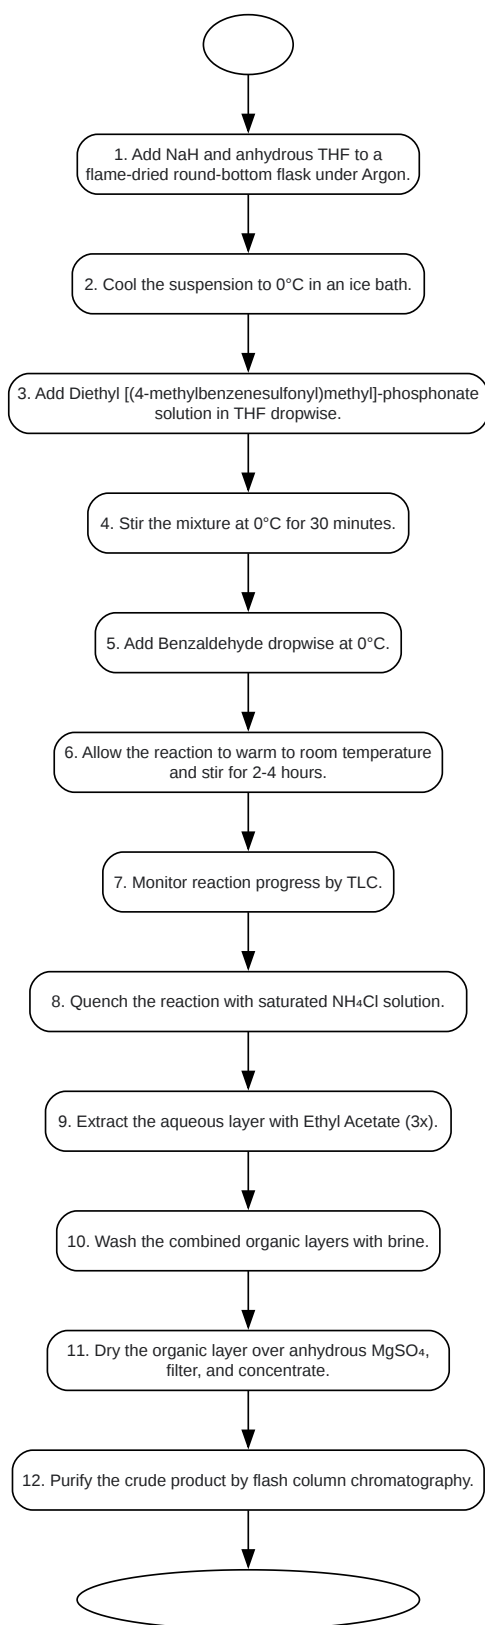 1. Add NaH and anhydrous THF to a
flame-dried round-bottom flask under Argon.
2. Cool the suspension to 0°C in an ice bath.
3. Add Diethyl [(4-methylbenzenesulfonyl)methyl]-phosphonate
solution in THF dropwise.
4. Stir the mixture at 0°C for 30 minutes.
5. Add Benzaldehyde dropwise at 0°C.
6. Allow the reaction to warm to room temperature
and stir for 2-4 hours.
7. Monitor reaction progress by TLC.
8. Quench the reaction with saturated NH₄Cl solution.
9. Extract the aqueous layer with Ethyl Acetate (3x).
10. Wash the combined organic layers with brine.
11. Dry the organic layer over anhydrous MgSO₄,
filter, and concentrate.
12. Purify the crude product by flash column chromatography.